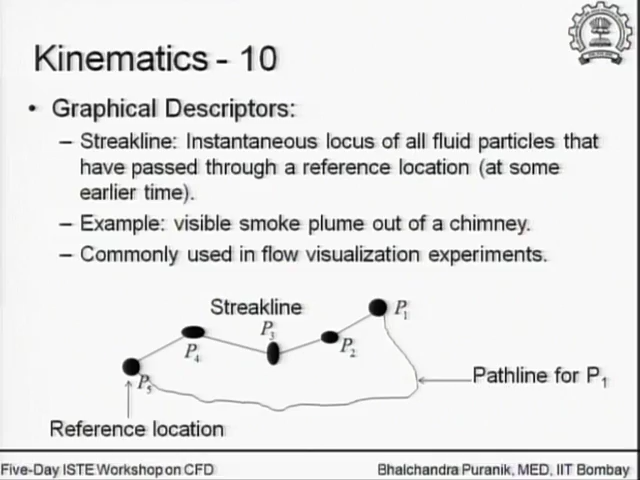 Kinematics - 10
• Graphical Descriptors:
– Streakline: Instantaneous locus of all fluid particles that
have passed through a reference location (at some
earlier time).
– Example: visible smoke plume out of a chimney.
– Commonly used in flow visualization experiments.
Streakline
P1
P3
P2
P4
P5
Pathline for P1
Reference location
Five-Day ISTE Workshop on CFD
Bhalchandra Puranik, MED, IIT Bombay